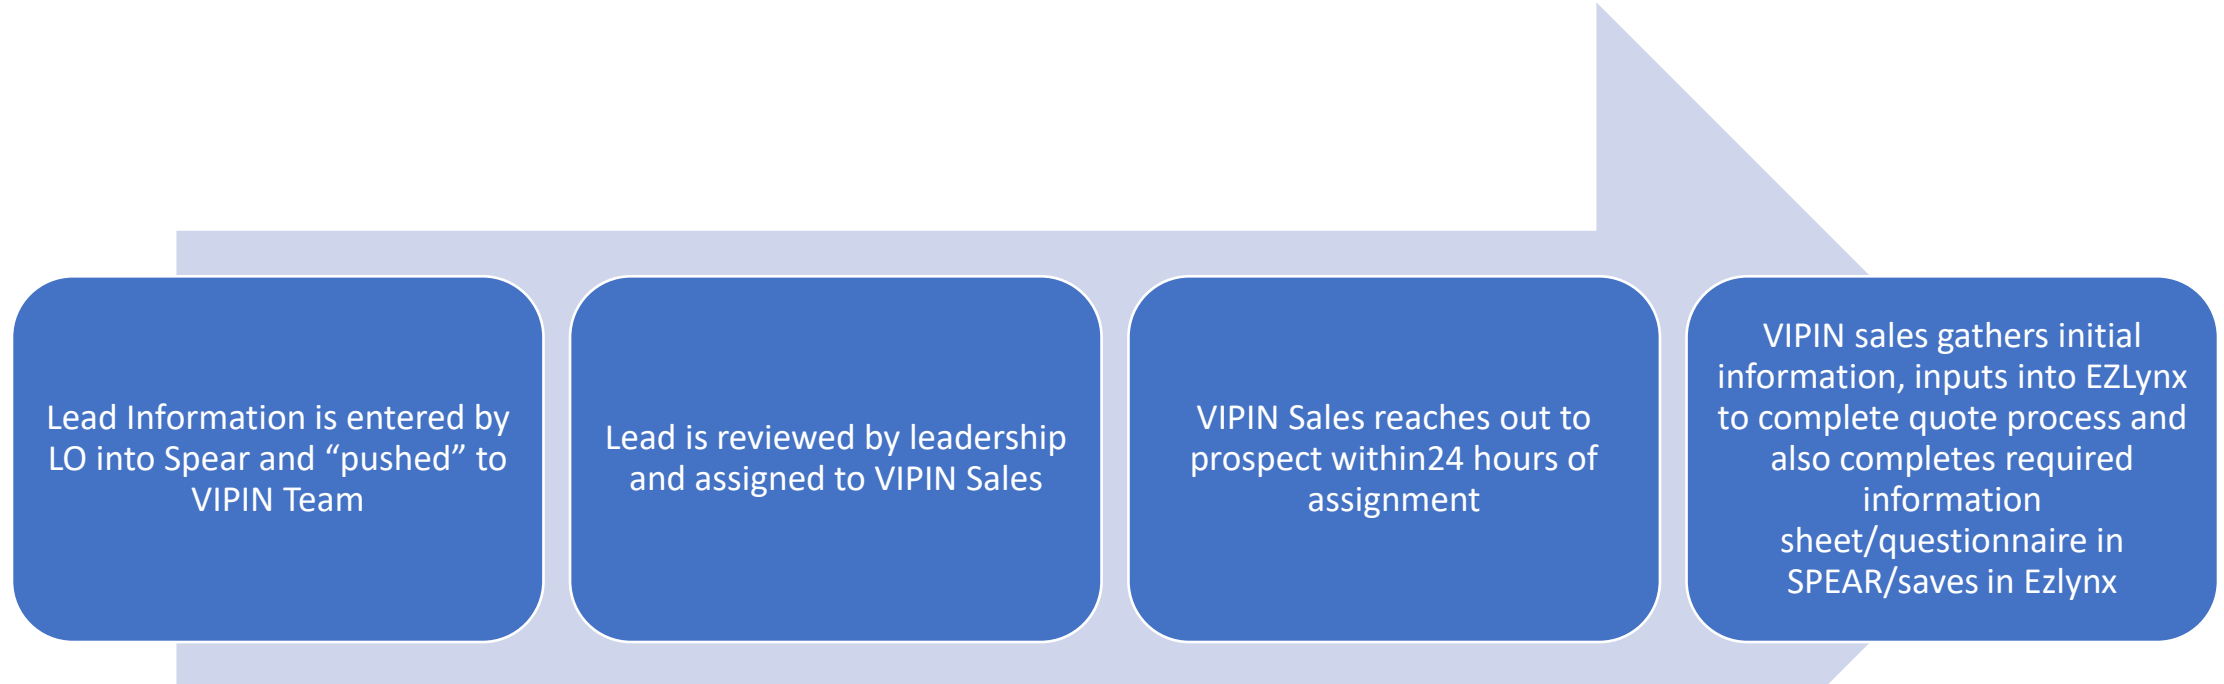 Lead Information is entered by
LO into Spear and “pushed” to
VIPIN Team
Lead is reviewed by leadership
and assigned to VIPIN Sales
VIPIN Sales reaches out to
prospect within24 hours of
assignment
VIPIN sales gathers initial
information, inputs into EZLynx
to complete quote process and
also completes required
information
sheet/questionnaire in
SPEAR/saves in Ezlynx